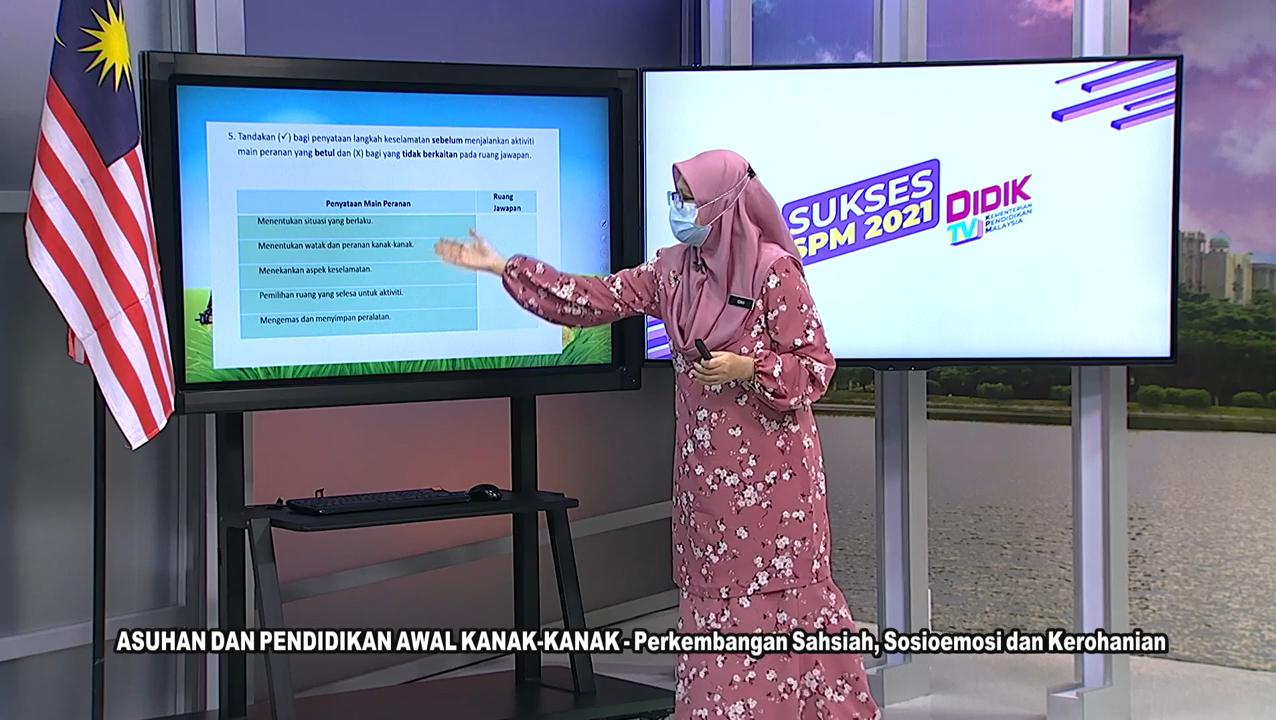 5. Tandakan (✓) bagi penyataan langkah keselamatan sebelum menjalankan aktiviti
main peranan yang betul dan (X) bagi yang tidak berkaitan pada ruang jawapan.
Penyataan Main Peranan
Ruang
Jawapan
Menentukan situasi yang berlaku.
Menentukan watak dan peranan kanak-kanak.
Menekankan aspek keselamatan.
Pemilihan ruang yang selesa untuk aktiviti.
Mengemas dan menyimpan peralatan.
SUKSES
SPM 2021
DIDIK
TV
KEMENTERIAN
PENDIDIKAN
MALAYSIA
ASUHAN DAN PENDIDIKAN AWAL KANAK-KANAK - Perkembangan Sahsiah, Sosioemosi dan Kerohanian